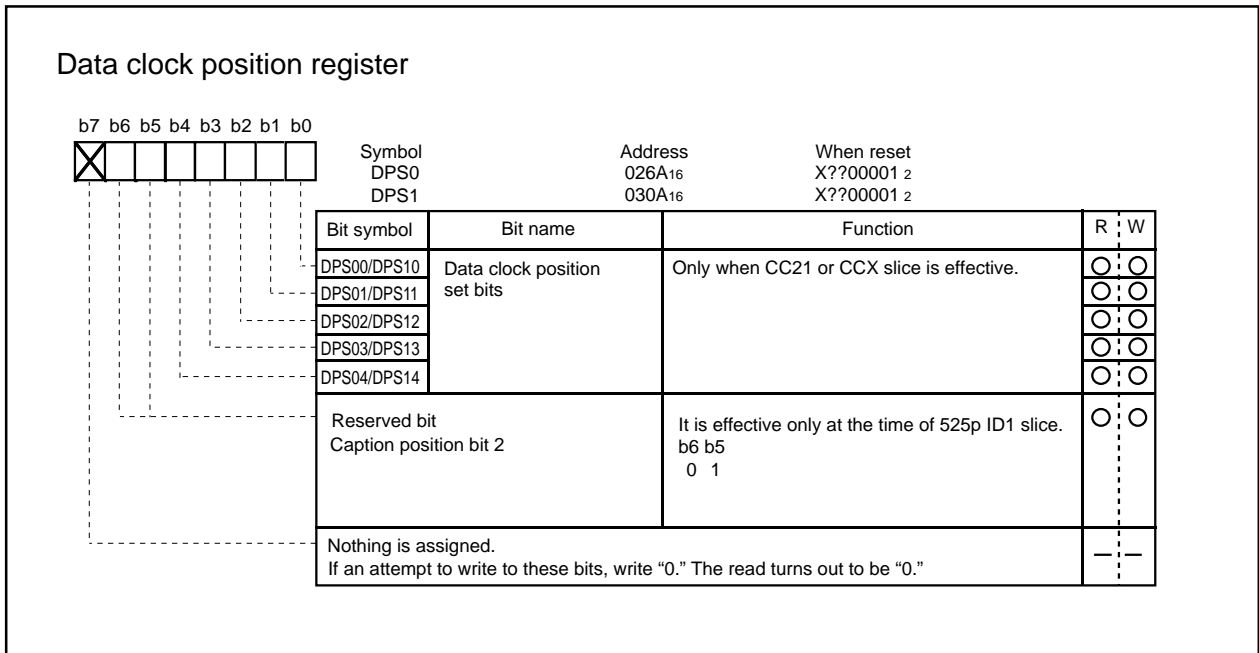 Data clock position register
b7 b6 b5 b4 b3 b2 b1 b0
Symbol Address When reset
DPS0 026A16 X??00001 2
DPS1 030A16 X??00001 2
Bit symbol Bit name Function R W
DPS00/DPS10 Data clock position Only when CC21 or CCX slice is effective.
DPS01/DPS11 set bits
DPS02/DPS12
DPS03/DPS13
DPS04/DPS14
Reserved bit It is effective only at the time of 525p ID1 slice.
Caption position bit 2 b6 b5
0 1
Nothing is assigned.
If an attempt to write to these bits, write “0.” The read turns out to be “0.”